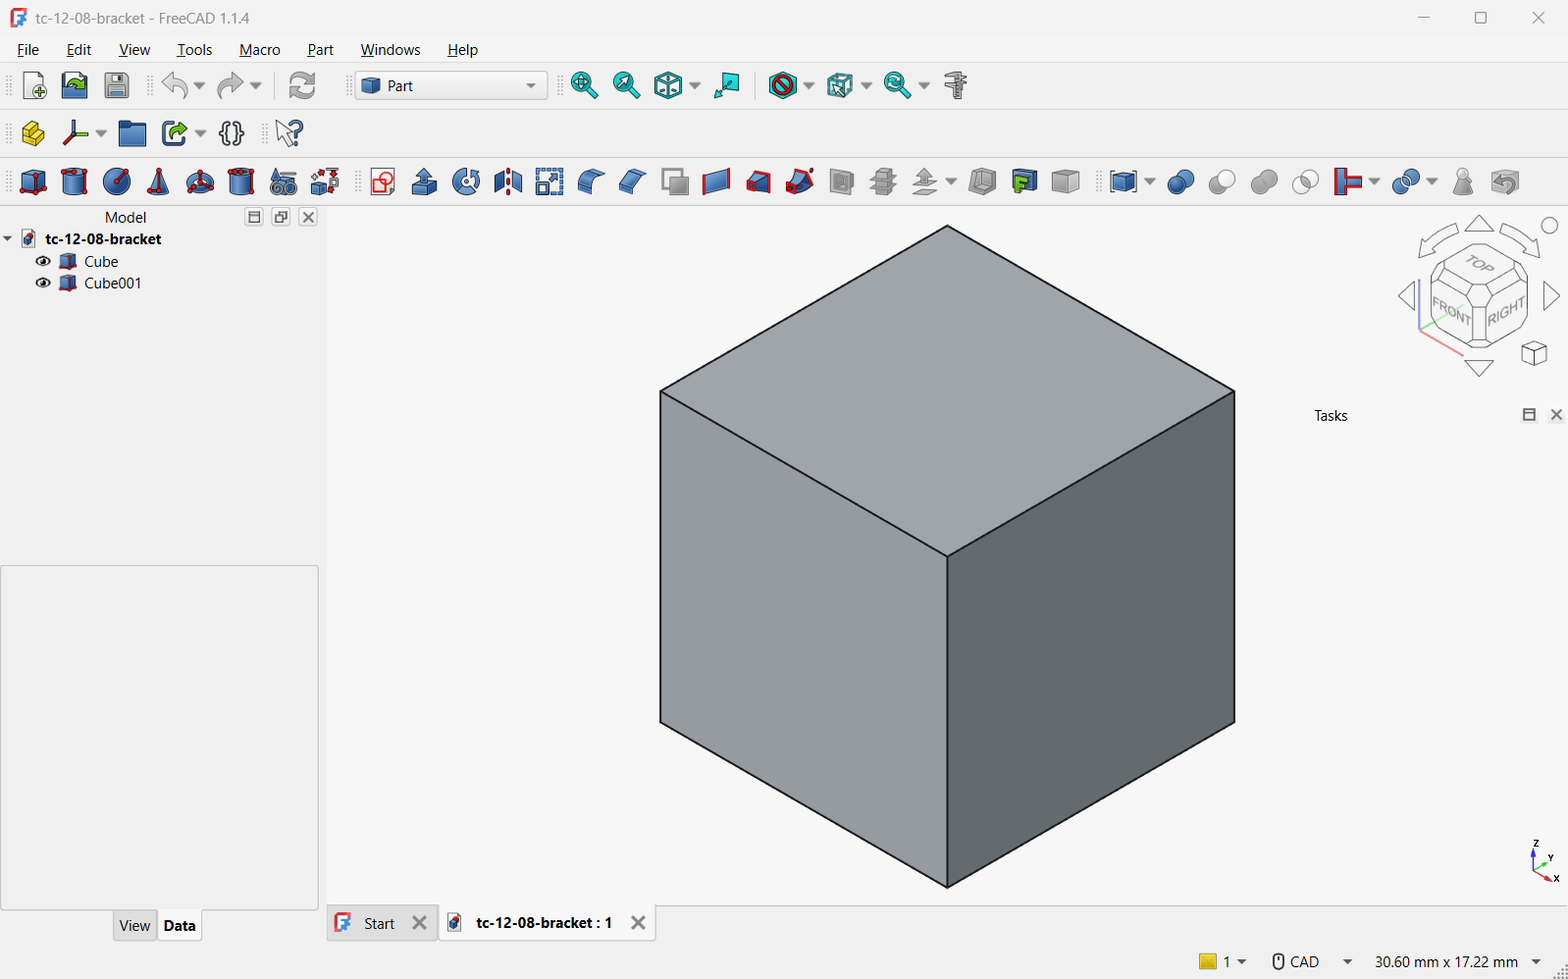 tc-12-08-bracket - FreeCAD 1.1.4
File Edit View Tools Macro Part Windows Help
Part
Model
tc-12-08-bracket
Cube
Cube001
TOP
FRONT RIGHT
Tasks
Z
Y
X
View Data
Start
tc-12-08-bracket : 1
1 CAD 30.60 mm x 17.22 mm